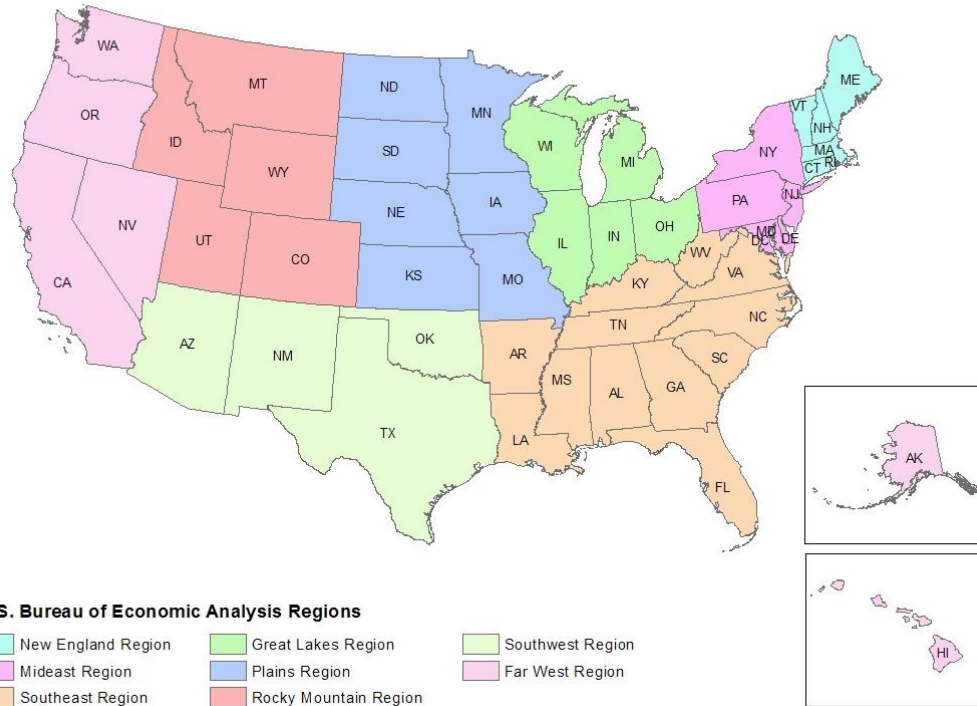 WA
MT
ND
MN
ME
VT
NH
OR
ID
SD
WI
MI
NY
MA
RI
CT
WY
NE
IA
PA
NJ
NV
UT
CO
IL
IN
OH
MD
DC
DE
WV
VA
CA
KS
MO
KY
AZ
NM
OK
AR
TN
NC
SC
MS
AL
GA
TX
LA
FL
AK
HI
S. Bureau of Economic Analysis Regions
New England Region
Great Lakes Region
Southwest Region
Mideast Region
Plains Region
Far West Region
Southeast Region
Rocky Mountain Region